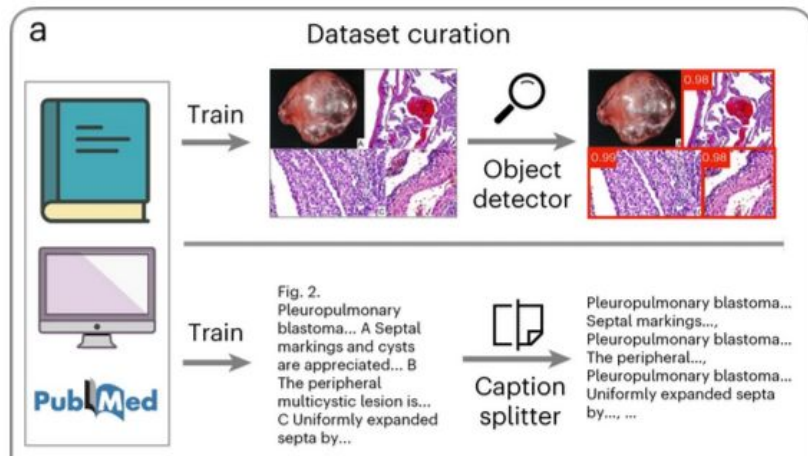 a
Dataset curation
Train
A
C
Object
detector
0.98
0.99
0.98
Train
Fig. 2.
Pleuropulmonary
blastoma... A Septal
markings and cysts
are appreciated... B
The peripheral
multicystic lesion is...
C Uniformly expanded
septa by...
Caption
splitter
Pleuropulmonary blastoma...
Septal markings...,
Pleuropulmonary blastoma...
The peripheral...,
Pleuropulmonary blastoma...
Uniformly expanded septa
by..., ...
PubMed